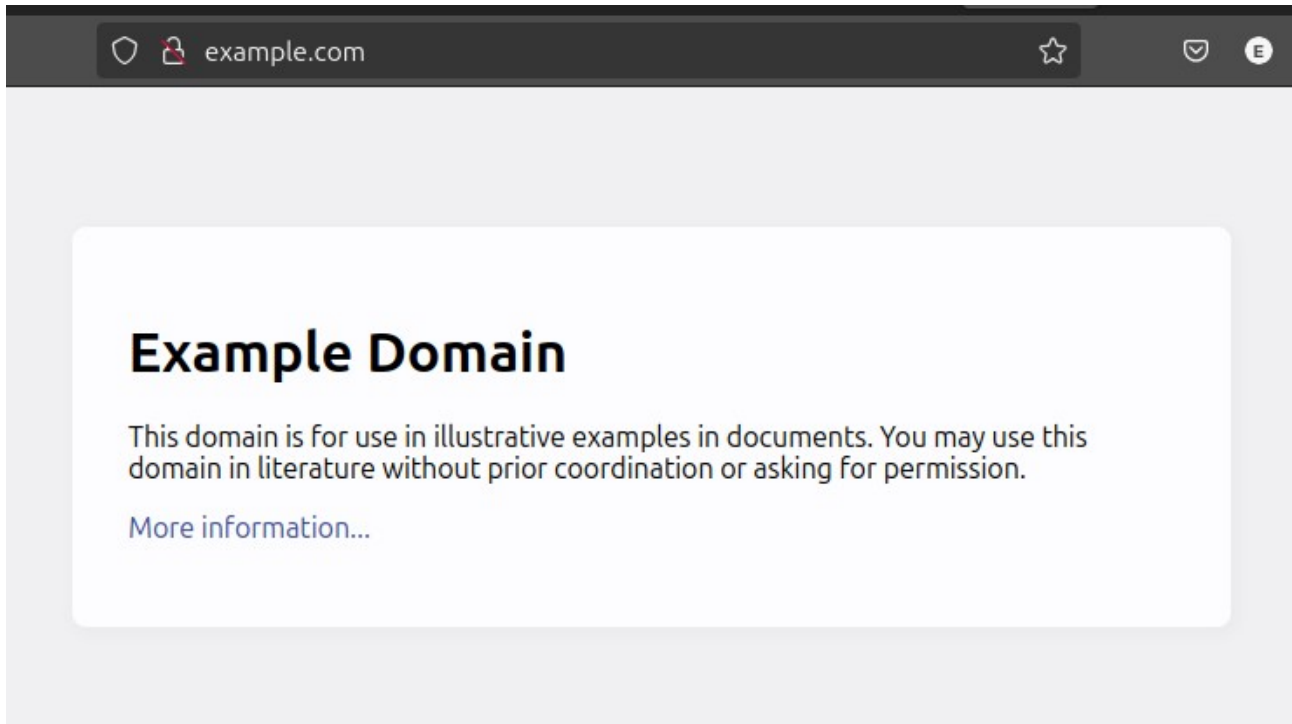 example.com
E
Example Domain
This domain is for use in illustrative examples in documents. You may use this
domain in literature without prior coordination or asking for permission.
More information...